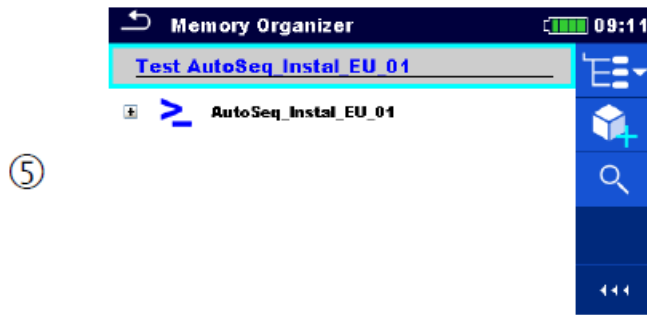 Memory Organizer 09:11
Test AutoSeq_Instal_EU_01
AutoSeq_Instal_EU_01
⑤